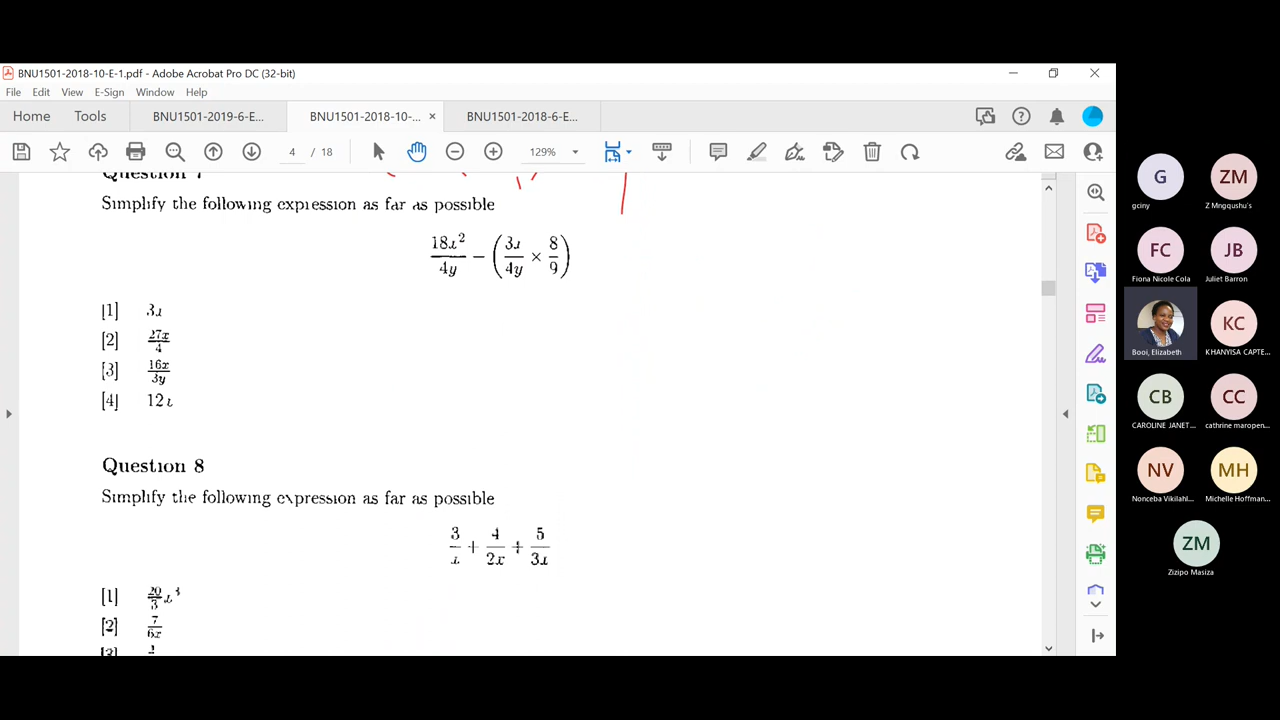 BNU1501-2018-10-E-1.pdf - Adobe Acrobat Pro DC (32-bit)
File Edit View E-Sign Window Help
Home Tools BNU1501-2019-6-E... BNU1501-2018-10-... × BNU1501-2018-6-E...
4 / 18 129%
Question 7
Simplify the following expression as far as possible
18x²/4y − (3x/4y × 8/9)
[1] 3x
[2] 27x/4
[3] 16x/3y
[4] 12x
Question 8
Simplify the following expression as far as possible
3/x + 4/2x + 5/3x
[1]
[2] 7/6x
[3]
G ZM
gciny Z Mngqushu's
FC JB
Fiona Nicole Cola Juliet Barron
KC
Booi, Elizabeth KHANYISA CAPTE...
CB CC
CAROLINE JANET... cathrine maropen...
NV MH
Nonceba Vikilahl... Michelle Hoffman...
ZM
Zizipo Masiza